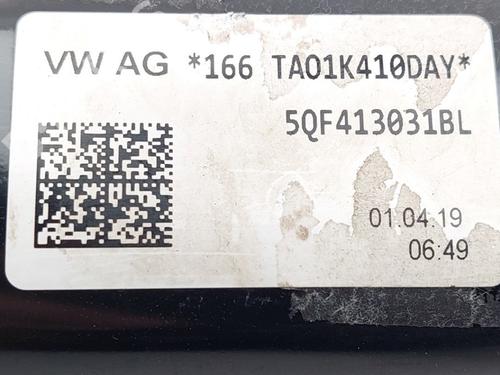 VW AG *166 TA01K410DAY*
5QF413031BL
01.04.19
06:49